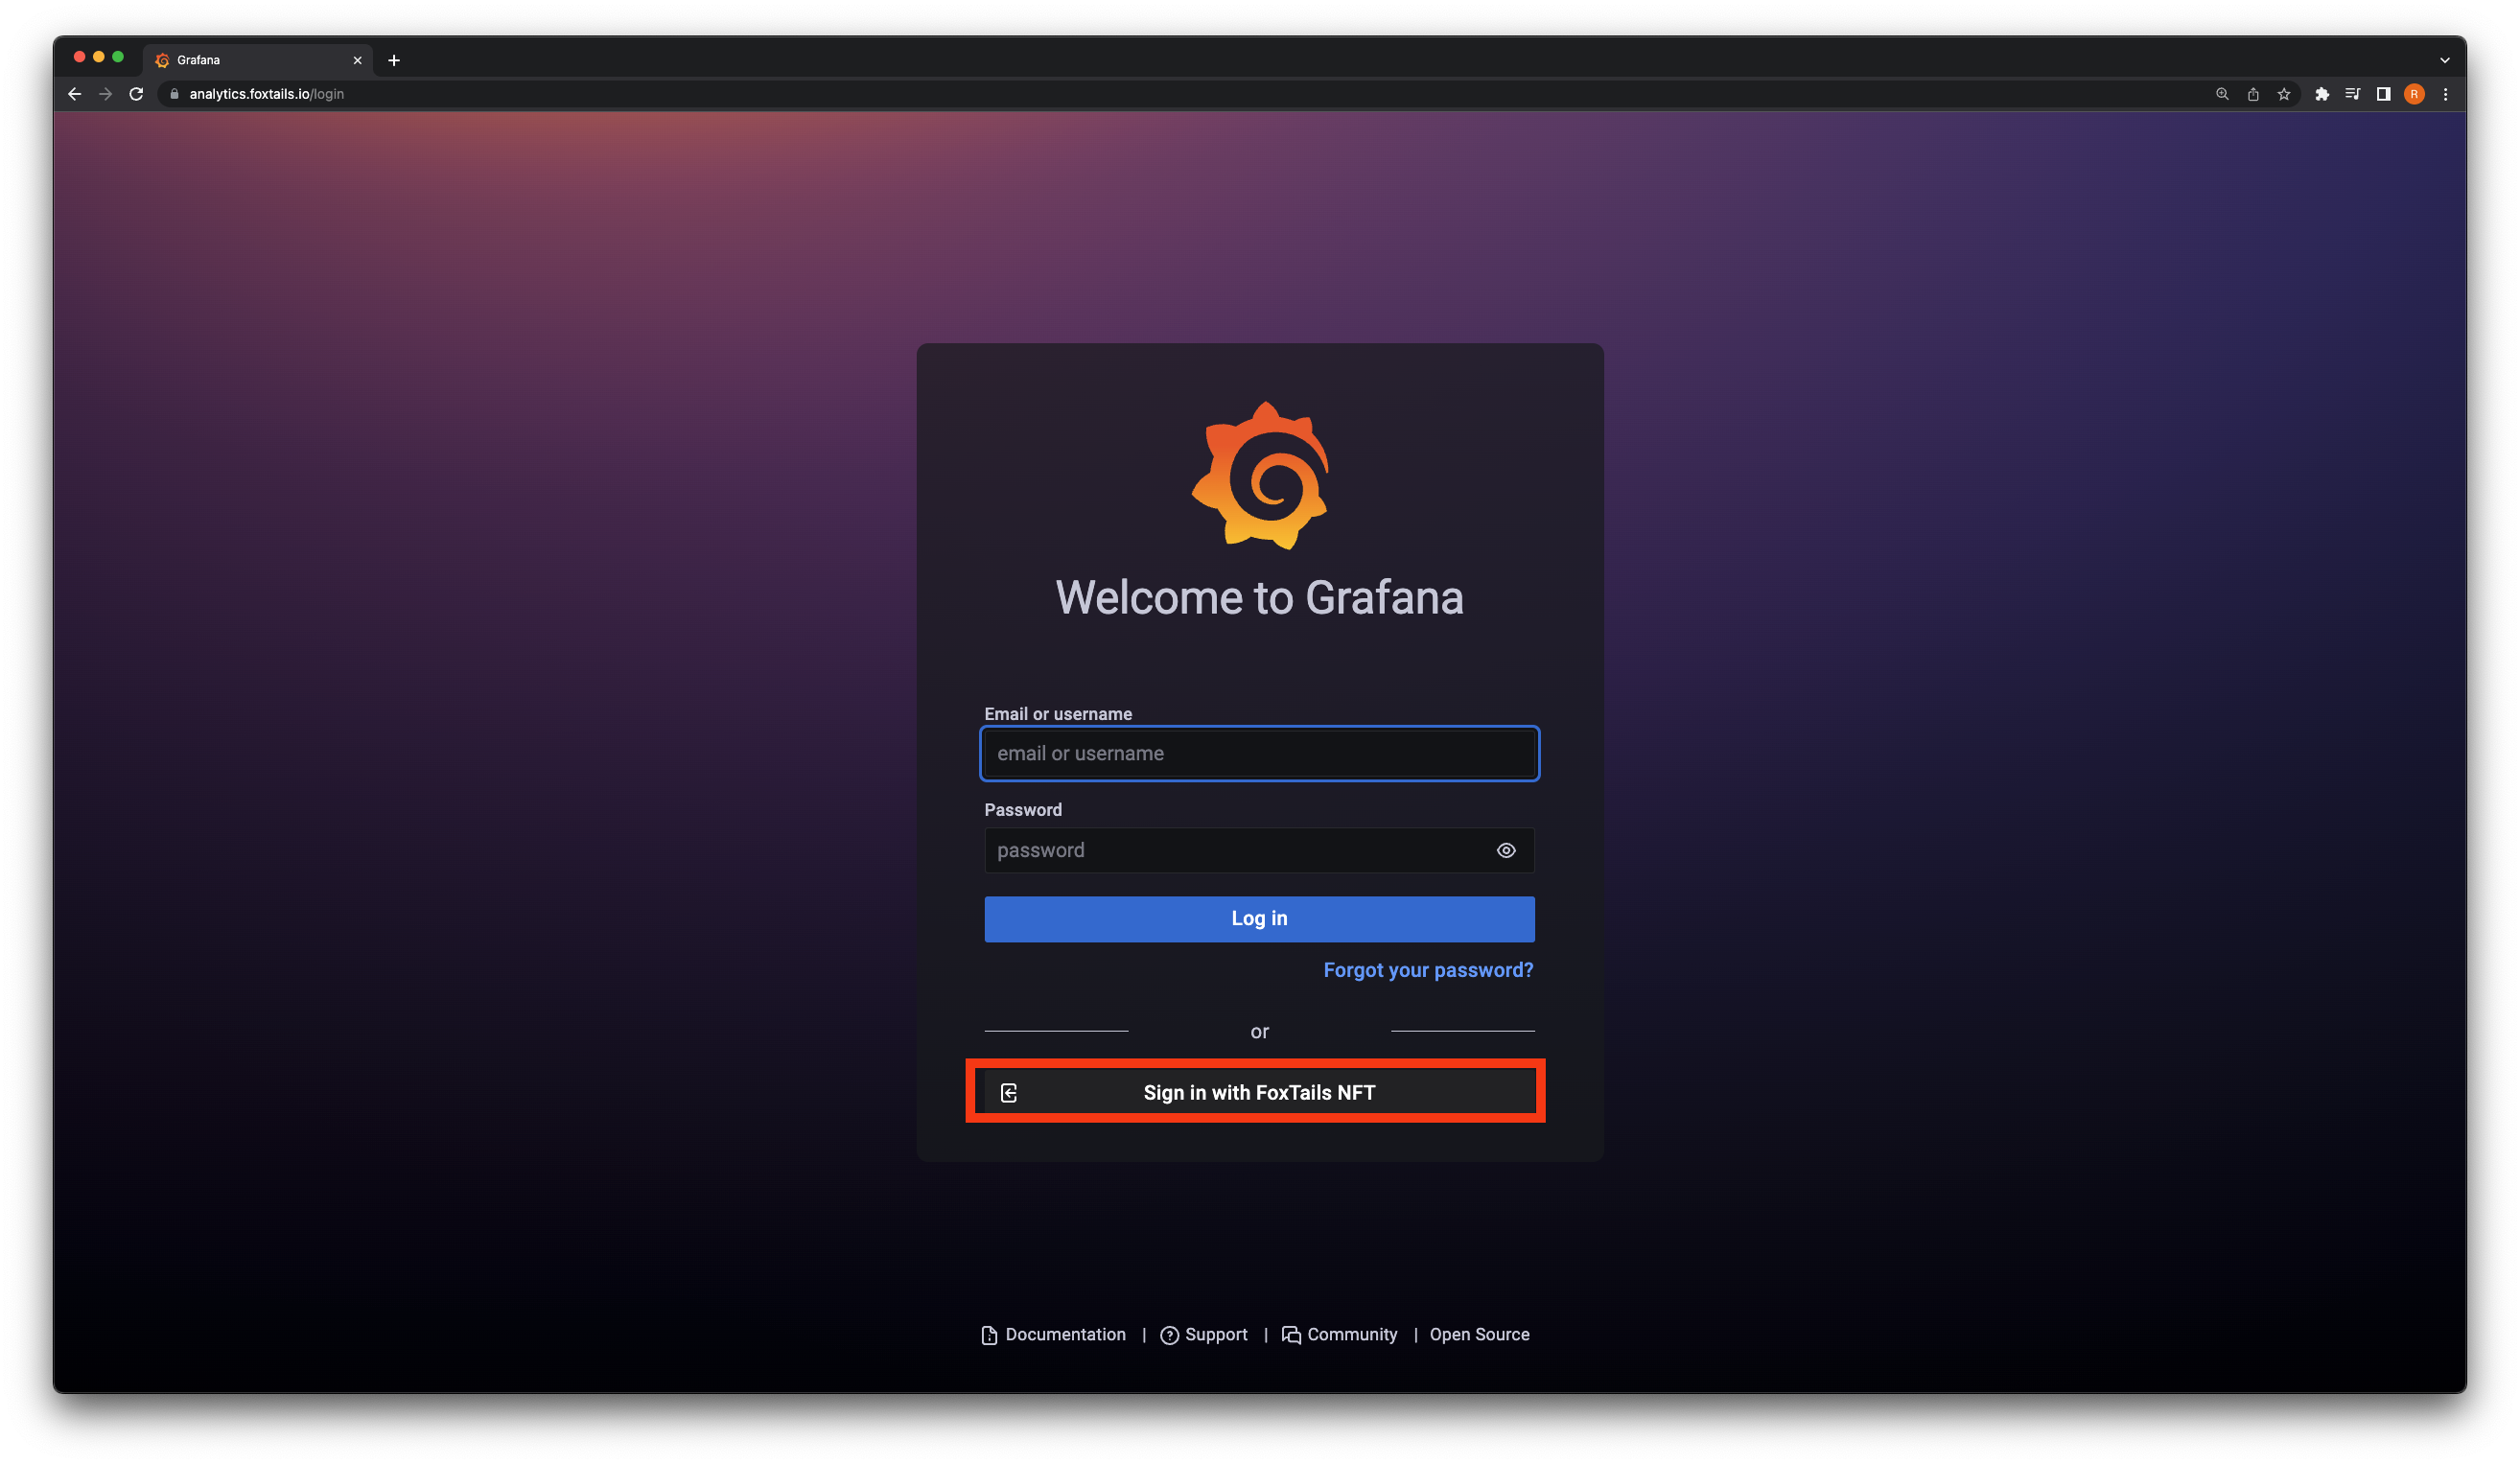 Grafana
analytics.foxtails.io/login
R
Welcome to Grafana
Email or username
email or username
Password
password
Log in
Forgot your password?
or
Sign in with FoxTails NFT
Documentation | Support | Community | Open Source